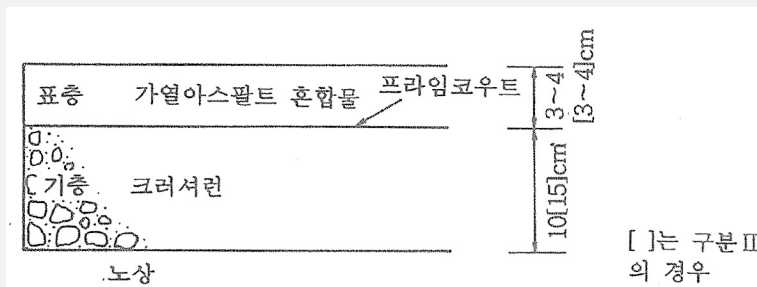 표층 가열아스팔트 혼합물
프라임코우트
3~4
[3~4]cm
기층 크러셔런
10[15]cm
노상
[ ]는 구분Ⅱ
의 경우